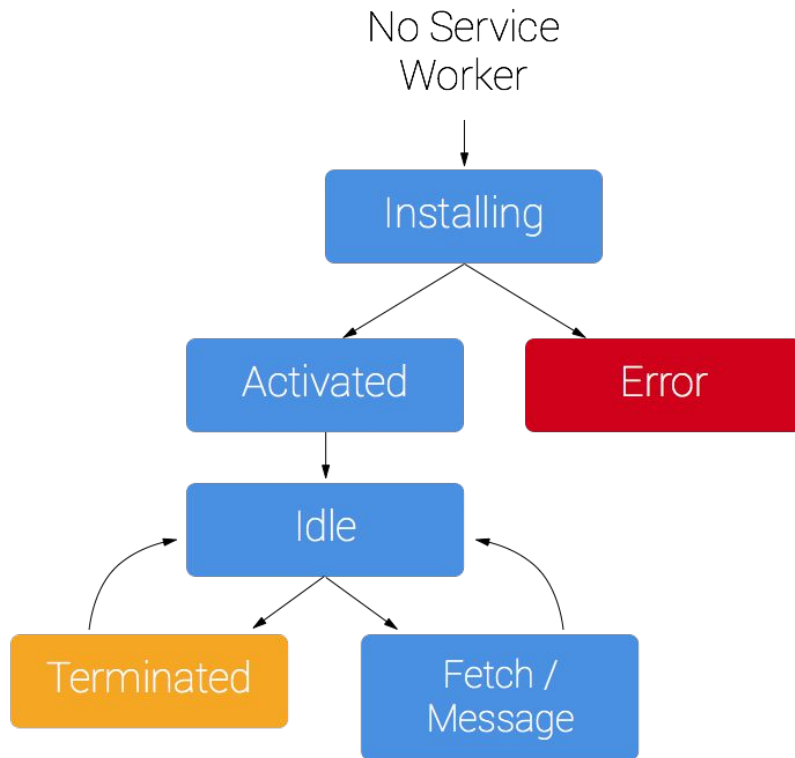 No Service
Worker
Installing
Activated
Error
Idle
Terminated
Fetch /
Message